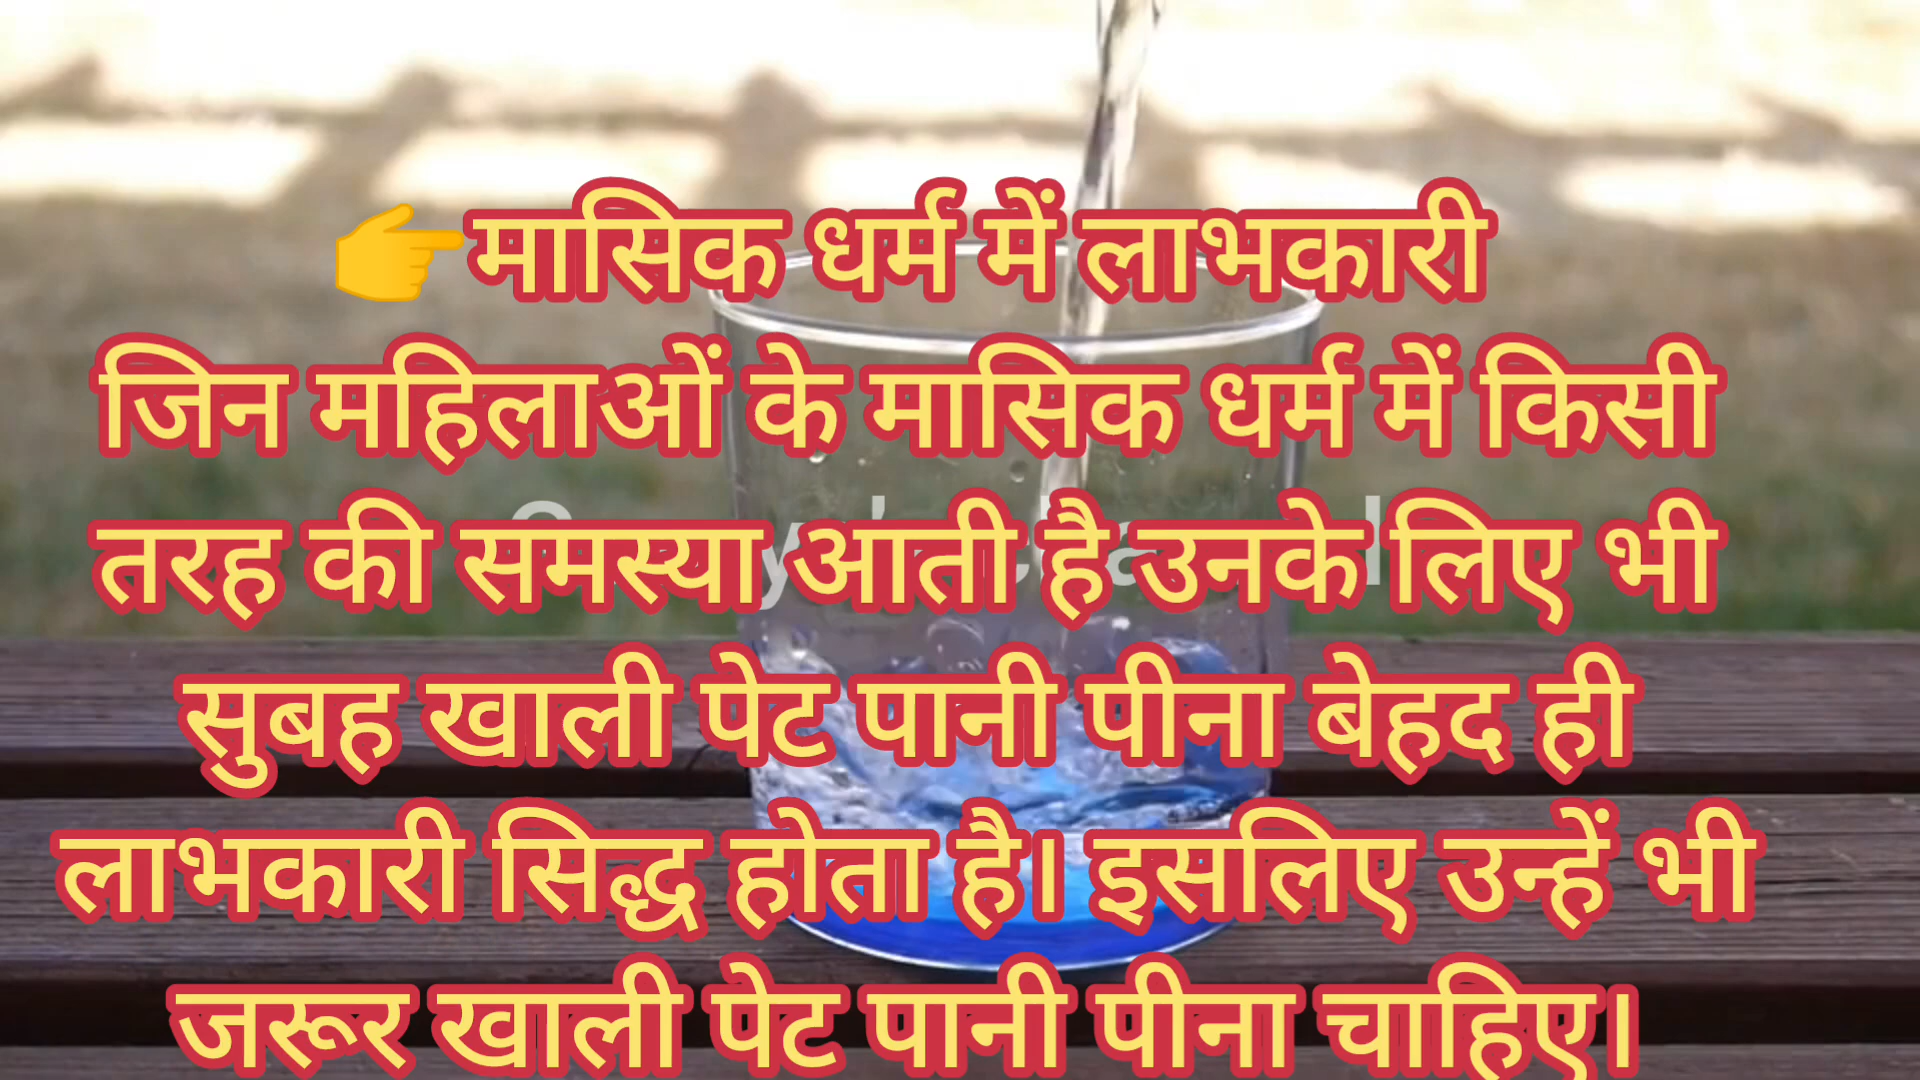 👉मासिक धर्म में लाभकारी
जिन महिलाओं के मासिक धर्म में किसी
तरह की समस्या आती है उनके लिए भी
सुबह खाली पेट पानी पीना बेहद ही
लाभकारी सिद्ध होता है। इसलिए उन्हें भी
जरूर खाली पेट पानी पीना चाहिए।